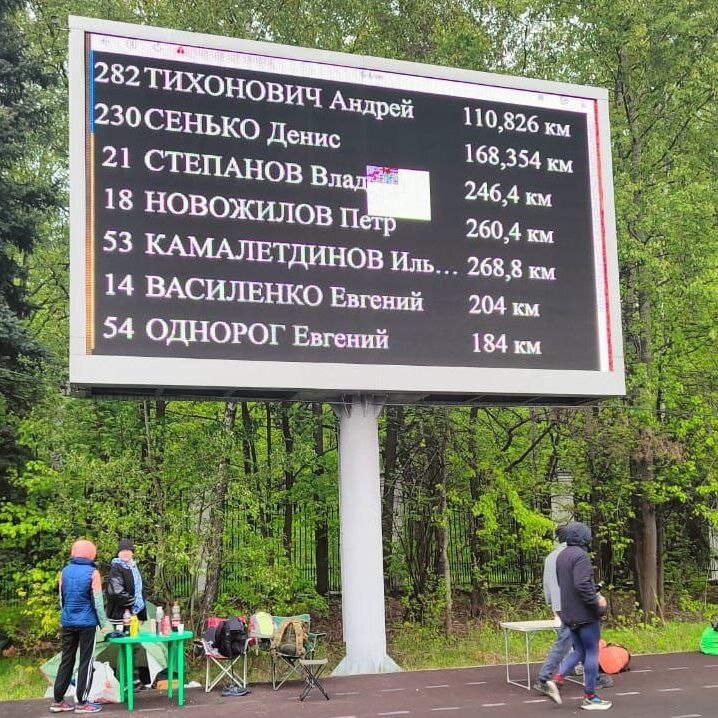 282 ТИХОНОВИЧ Андрей 110,826 км
230 СЕНЬКО Денис 168,354 км
21 СТЕПАНОВ Влад 246,4 км
18 НОВОЖИЛОВ Петр 260,4 км
53 КАМАЛЕТДИНОВ Иль... 268,8 км
14 ВАСИЛЕНКО Евгений 204 км
54 ОДНОРОГ Евгений 184 км